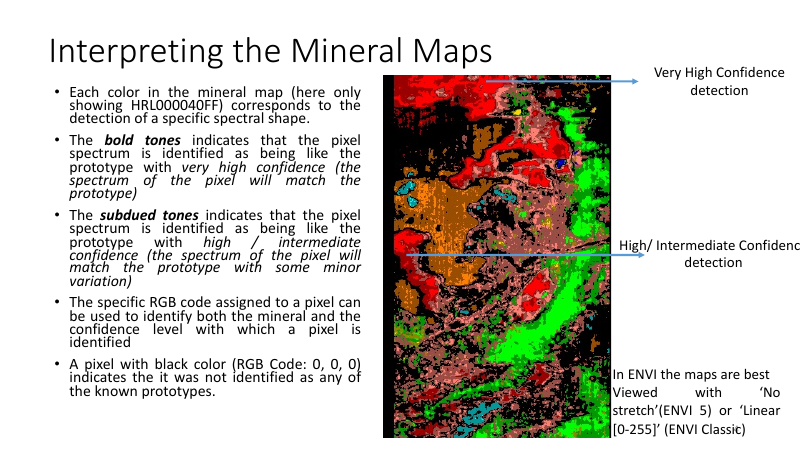 Interpreting the Mineral Maps
• Each color in the mineral map (here only
showing HRL000040FF) corresponds to the
detection of a specific spectral shape.
• The bold tones indicates that the pixel
spectrum is identified as being like the
prototype with very high confidence (the
spectrum of the pixel will match the
prototype)
• The subdued tones indicates that the pixel
spectrum is identified as being like the
prototype with high / intermediate
confidence (the spectrum of the pixel will
match the prototype with some minor
variation)
• The specific RGB code assigned to a pixel can
be used to identify both the mineral and the
confidence level with which a pixel is
identified
• A pixel with black color (RGB Code: 0, 0, 0)
indicates the it was not identified as any of
the known prototypes.
Very High Confidence
detection
High/ Intermediate Confidenc
detection
In ENVI the maps are best
Viewed with ‘No
stretch’(ENVI 5) or ‘Linear
[0-255]’ (ENVI Classic)